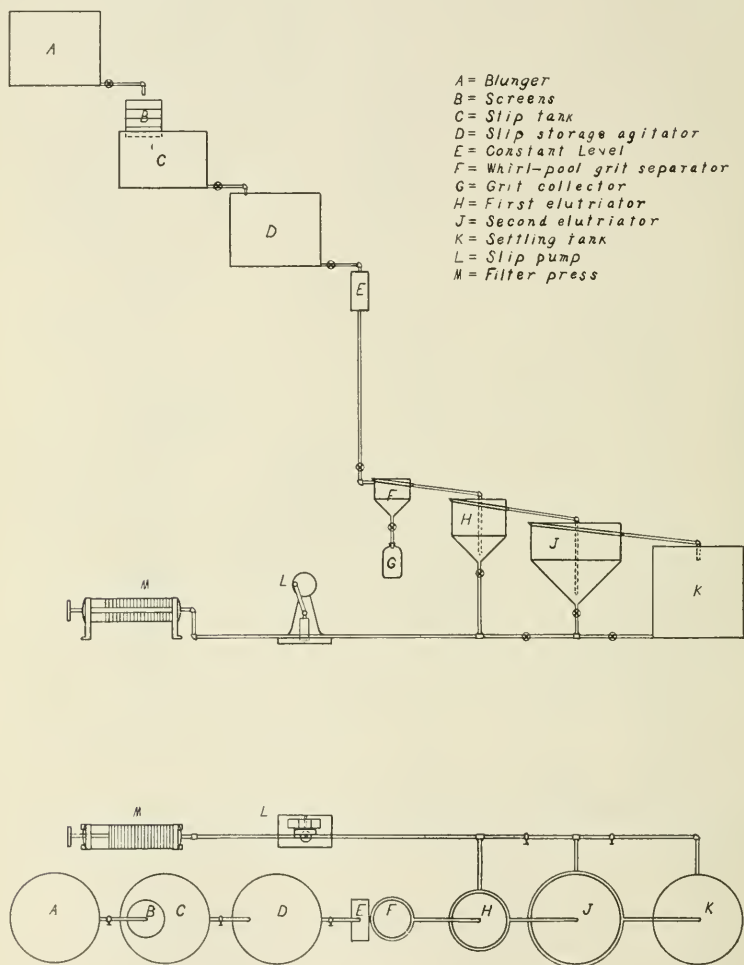 A
B
C
D
E
A = Blunger
B = Screens
C = Slip tank
D = Slip storage agitator
E = Constant Level
F = Whirl-pool grit separator
G = Grit collector
H = First elutriator
J = Second elutriator
K = Settling tank
L = Slip pump
M = Filter press
F
H
J
G
K
L
M
M
L
A
B
C
D
E
F
H
J
K